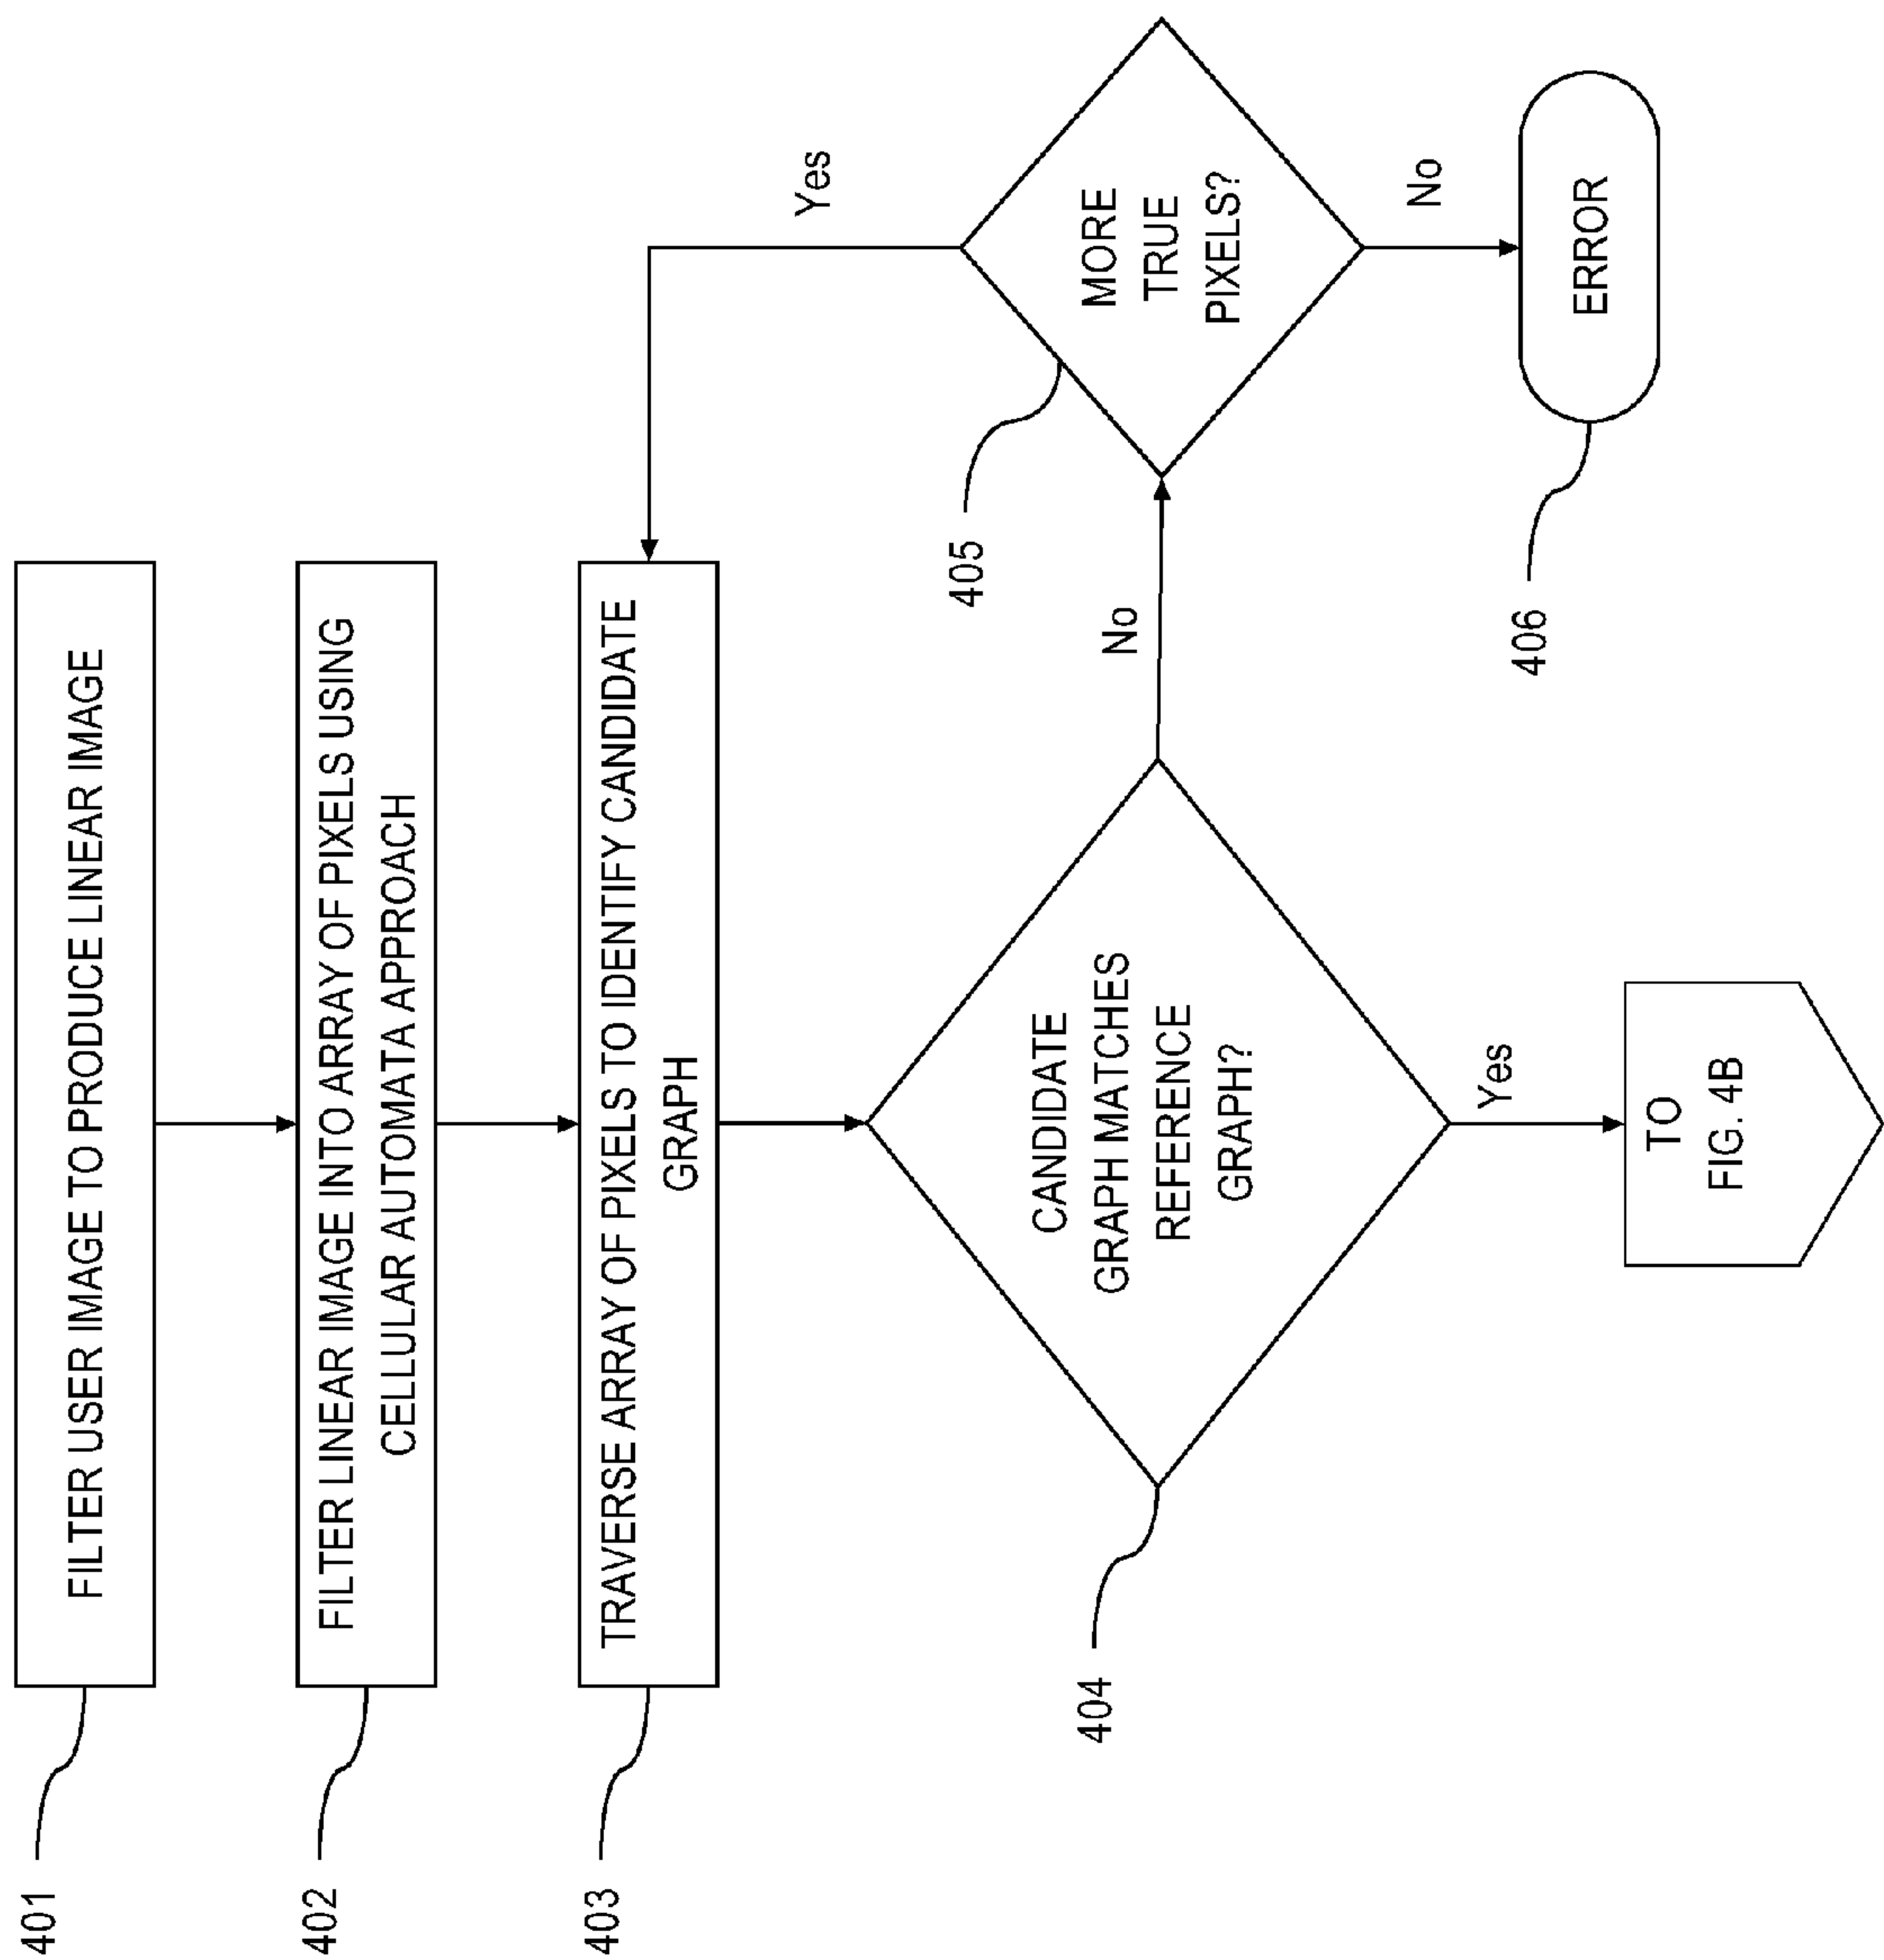 401
FILTER USER IMAGE TO PRODUCE LINEAR IMAGE
402
FILTER LINEAR IMAGE INTO ARRAY OF PIXELS USING
CELLULAR AUTOMATA APPROACH
403
TRAVERSE ARRAY OF PIXELS TO IDENTIFY CANDIDATE
GRAPH
Yes
404
CANDIDATE
GRAPH MATCHES
REFERENCE
GRAPH?
No
405
MORE
TRUE
PIXELS?
No
Yes
TO
FIG. 4B
406
ERROR